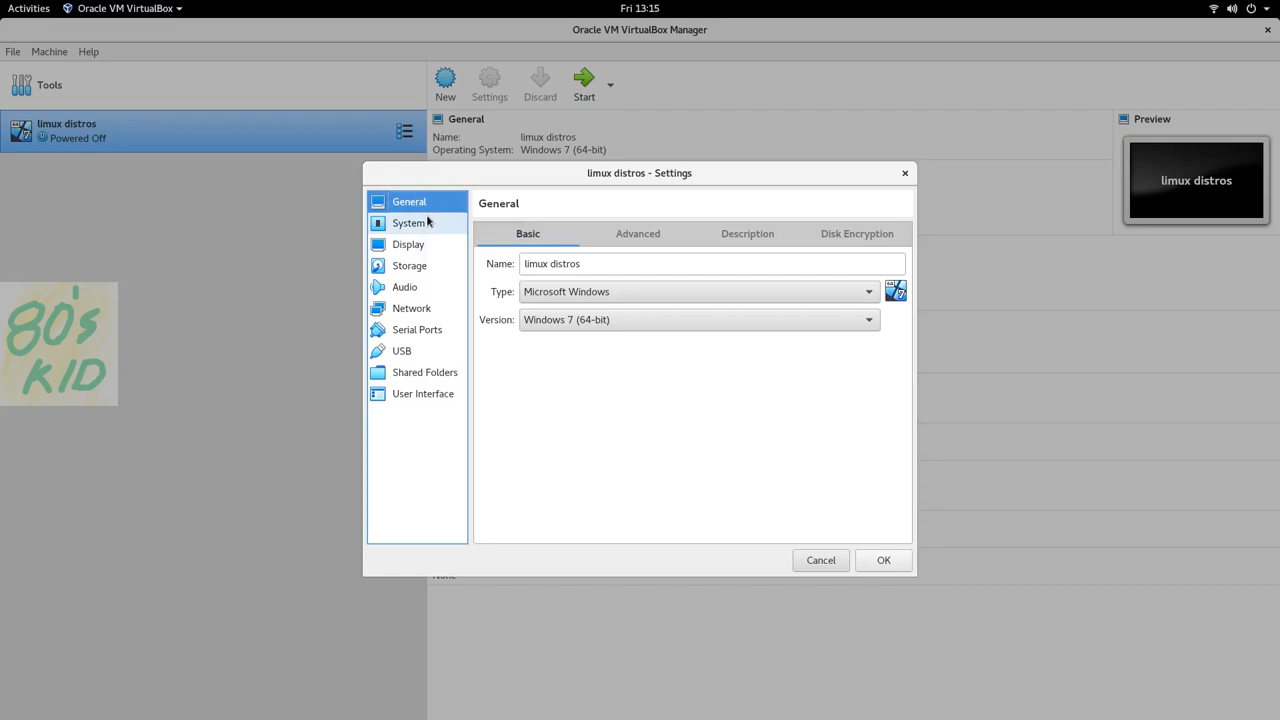 Activities Oracle VM VirtualBox Fri 13:15
Oracle VM VirtualBox Manager
File Machine Help
Tools
New Settings Discard Start
limux distros
Powered Off
General
Name: limux distros
Operating System: Windows 7 (64-bit)
Preview
limux distros
limux distros - Settings
General
System
Display
Storage
Audio
Network
Serial Ports
USB
Shared Folders
User Interface
General
Basic Advanced Description Disk Encryption
Name: limux distros
Type: Microsoft Windows
Version: Windows 7 (64-bit)
Cancel OK
80's
KID